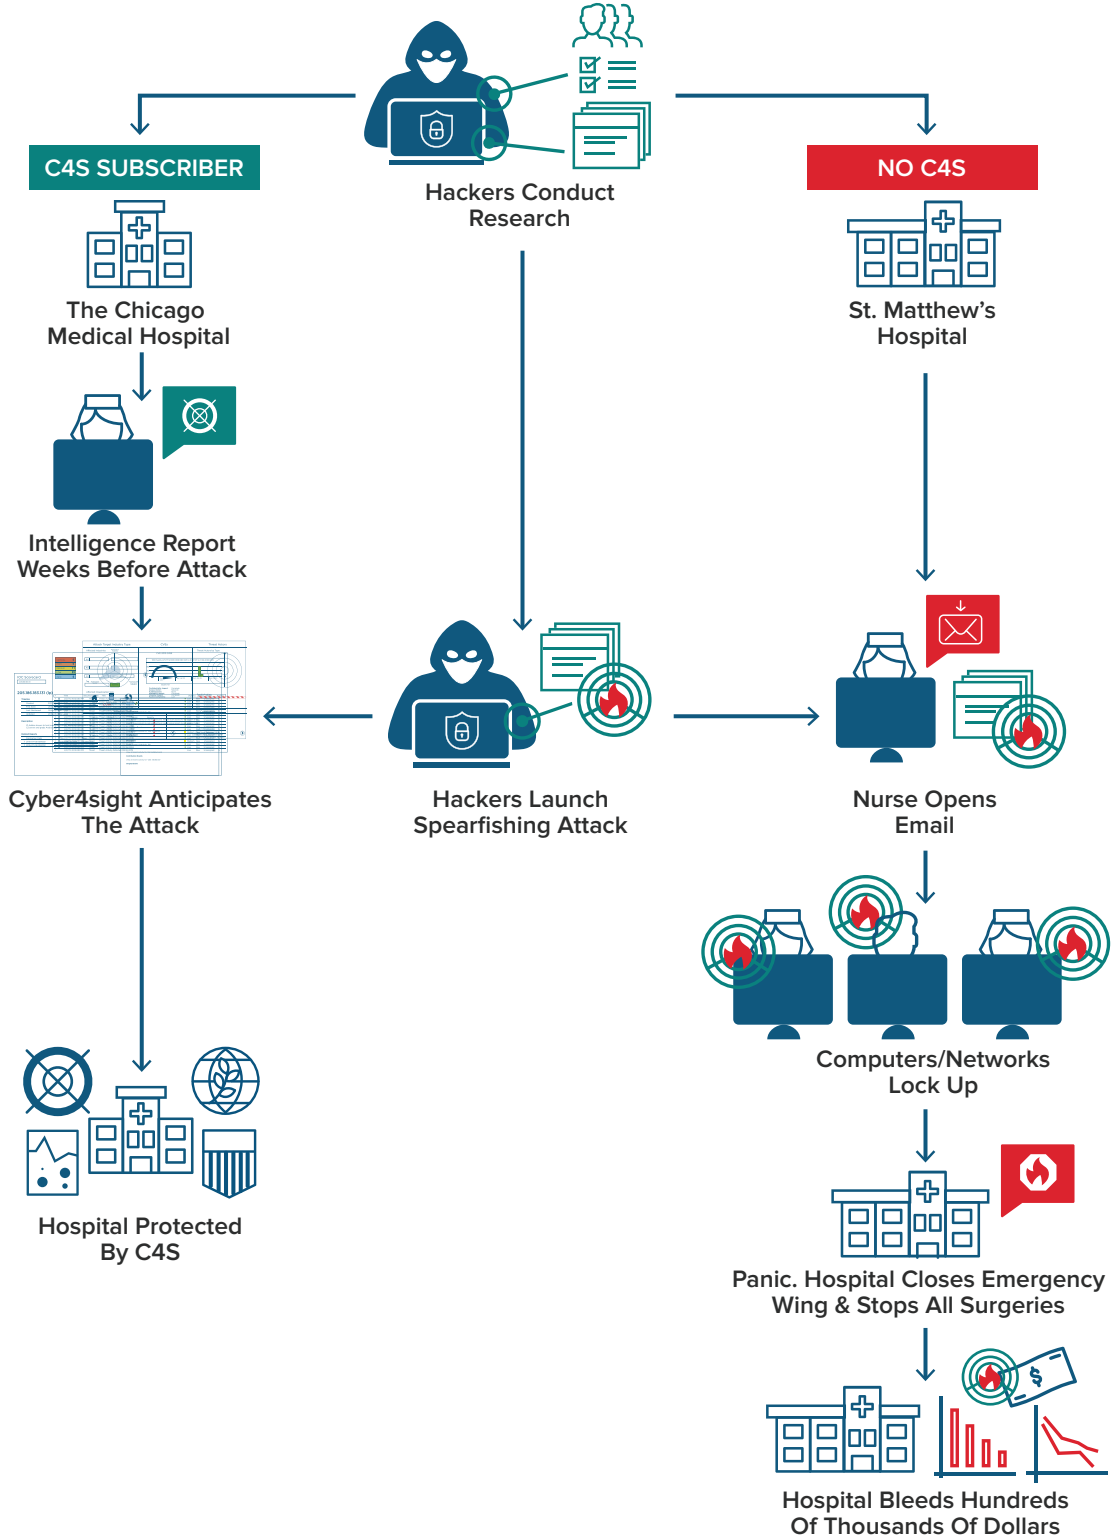 Hackers Conduct
Research
C4S SUBSCRIBER
NO C4S
The Chicago
Medical Hospital
St. Matthew’s
Hospital
Intelligence Report
Weeks Before Attack
Cyber4sight Anticipates
The Attack
Hackers Launch
Spearfishing Attack
Nurse Opens
Email
Computers/Networks
Lock Up
Hospital Protected
By C4S
Panic. Hospital Closes Emergency
Wing & Stops All Surgeries
$
Hospital Bleeds Hundreds
Of Thousands Of Dollars